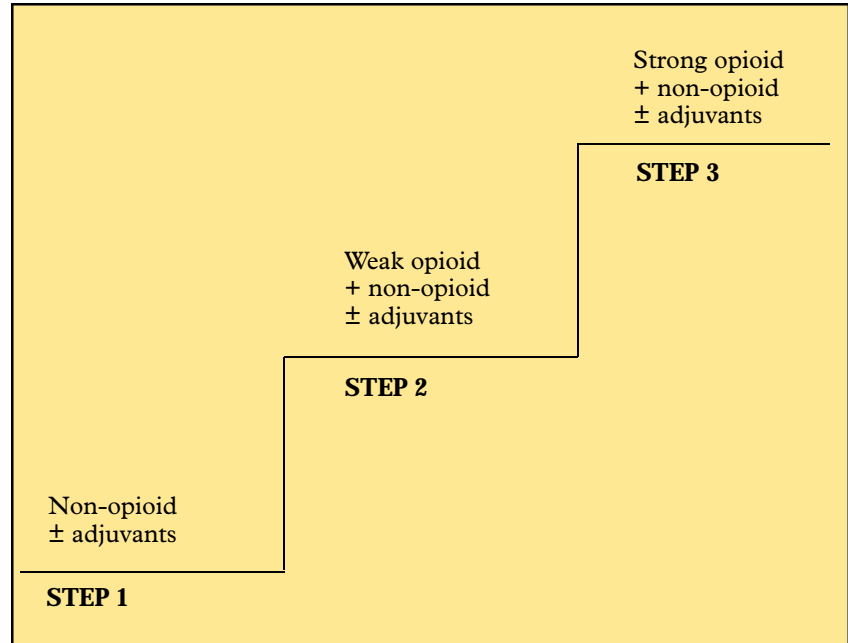 Strong opioid
+ non-opioid
± adjuvants
STEP 3
Weak opioid
+ non-opioid
± adjuvants
STEP 2
Non-opioid
± adjuvants
STEP 1